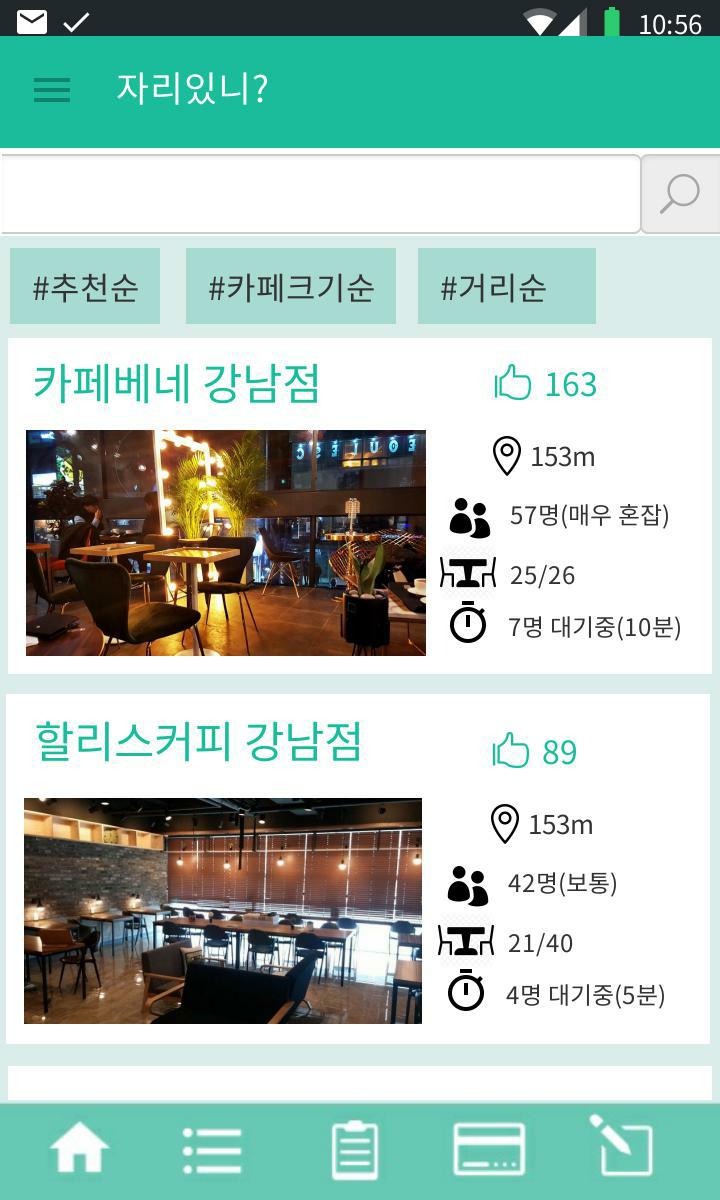 10:56
자리있니?
#추천순 #카페크기순 #거리순
카페베네 강남점
163
153m
57명(매우 혼잡)
25/26
7명 대기중(10분)
할리스커피 강남점
89
153m
42명(보통)
21/40
4명 대기중(5분)